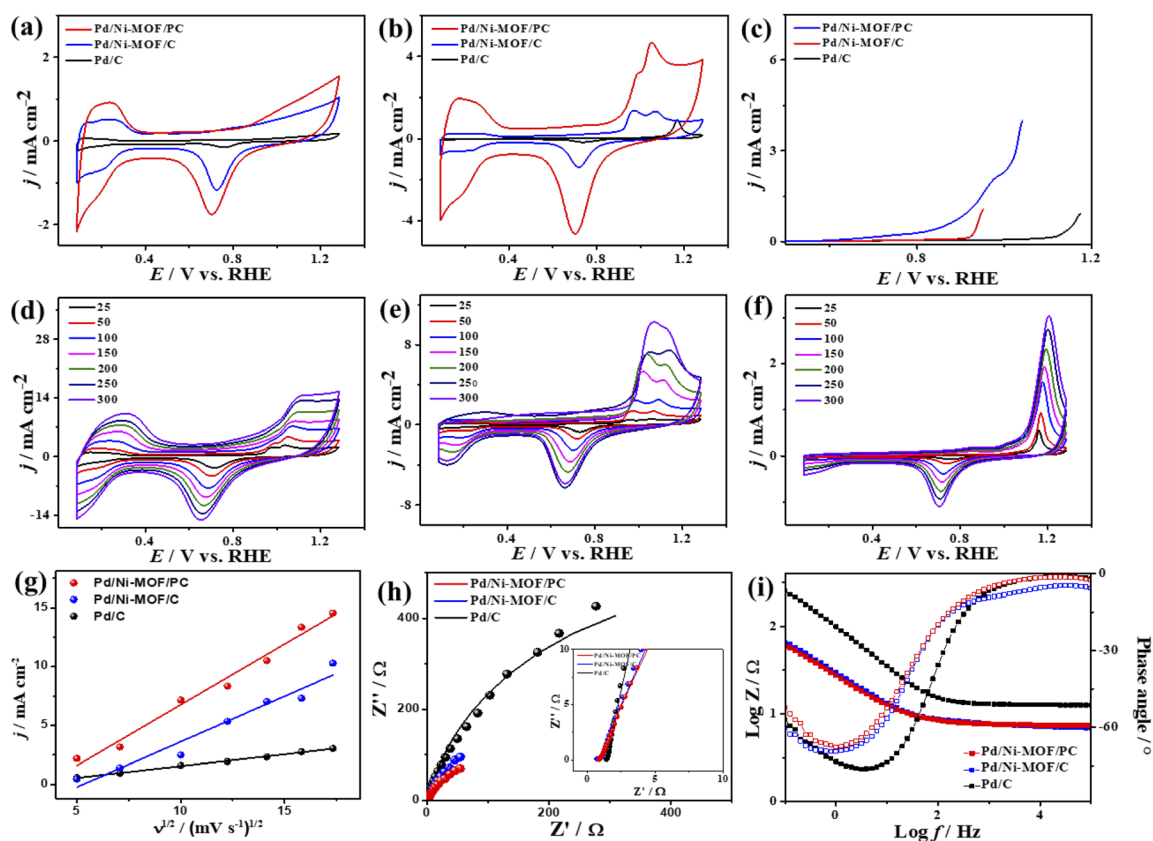 (a)
Pd/Ni-MOF/PC
Pd/Ni-MOF/C
Pd/C
2
0
-2
j / mA cm⁻²
0.4
0.8
1.2
E / V vs. RHE
(b)
Pd/Ni-MOF/PC
Pd/Ni-MOF/C
Pd/C
4
0
-4
j / mA cm⁻²
0.4
0.8
1.2
E / V vs. RHE
(c)
Pd/Ni-MOF/PC
Pd/Ni-MOF/C
Pd/C
6
3
0
j / mA cm⁻²
0.8
1.2
E / V vs. RHE
(d)
25
50
100
150
200
250
300
28
14
0
-14
j / mA cm⁻²
0.4
0.8
1.2
E / V vs. RHE
(e)
25
50
100
150
200
250
300
8
0
-8
j / mA cm⁻²
0.4
0.8
1.2
E / V vs. RHE
(f)
25
50
100
150
200
250
300
2
0
j / mA cm⁻²
0.4
0.8
1.2
E / V vs. RHE
(g)
Pd/Ni-MOF/PC
Pd/Ni-MOF/C
Pd/C
15
10
5
0
j / mA cm⁻²
5
10
15
ν¹/² / (mV s⁻¹)¹/²
(h)
Pd/Ni-MOF/PC
Pd/Ni-MOF/C
Pd/C
400
200
0
Z'' / Ω
0
200
400
Z' / Ω
Pd/Ni-MOF/PC
Pd/Ni-MOF/C
Pd/C
10
5
0
Z'' / Ω
0
5
10
Z' / Ω
(i)
2
2
1
1
0
Log Z / Ω
0
-30
-60
Phase angle / °
Pd/Ni-MOF/PC
Pd/Ni-MOF/C
Pd/C
0
2
4
Log f / Hz